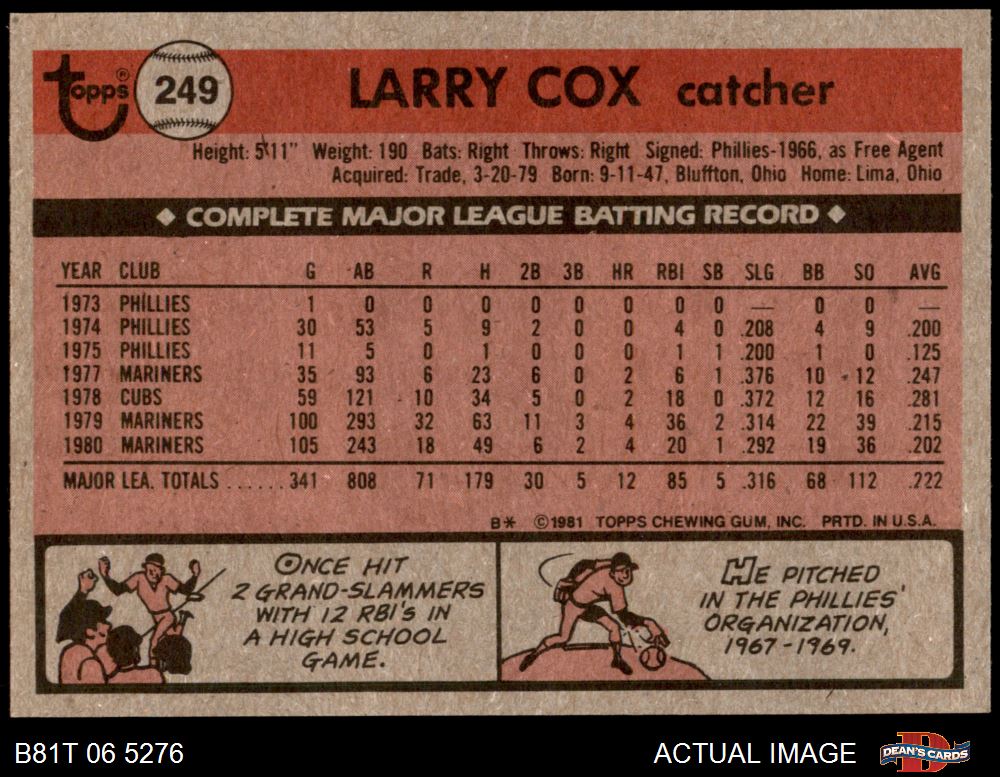 topps® 249 LARRY COX catcher
Height: 5'11" Weight: 190 Bats: Right Throws: Right Signed: Phillies-1966, as Free Agent
Acquired: Trade, 3-20-79 Born: 9-11-47, Bluffton, Ohio Home: Lima, Ohio
◆ COMPLETE MAJOR LEAGUE BATTING RECORD ◆
YEAR CLUB G AB R H 2B 3B HR RBI SB SLG BB SO AVG
1973 PHILLIES 1 0 0 0 0 0 0 0 0 — 0 0 —
1974 PHILLIES 30 53 5 9 2 0 0 4 0 .208 4 9 .200
1975 PHILLIES 11 5 0 1 0 0 0 1 1 .200 1 0 .125
1977 MARINERS 35 93 6 23 6 0 2 6 1 .376 10 12 .247
1978 CUBS 59 121 10 34 5 0 2 18 0 .372 12 16 .281
1979 MARINERS 100 293 32 63 11 3 4 36 2 .314 22 39 .215
1980 MARINERS 105 243 18 49 6 2 4 20 1 .292 19 36 .202
MAJOR LEA. TOTALS ...... 341 808 71 179 30 5 12 85 5 .316 68 112 .222
B* ©1981 TOPPS CHEWING GUM, INC. PRTD. IN U.S.A.
ONCE HIT
2 GRAND-SLAMMERS
WITH 12 RBI'S IN
A HIGH SCHOOL
GAME.
HE PITCHED
IN THE PHILLIES'
ORGANIZATION,
1967-1969.
B81T 06 5276 ACTUAL IMAGE DEAN'S CARDS